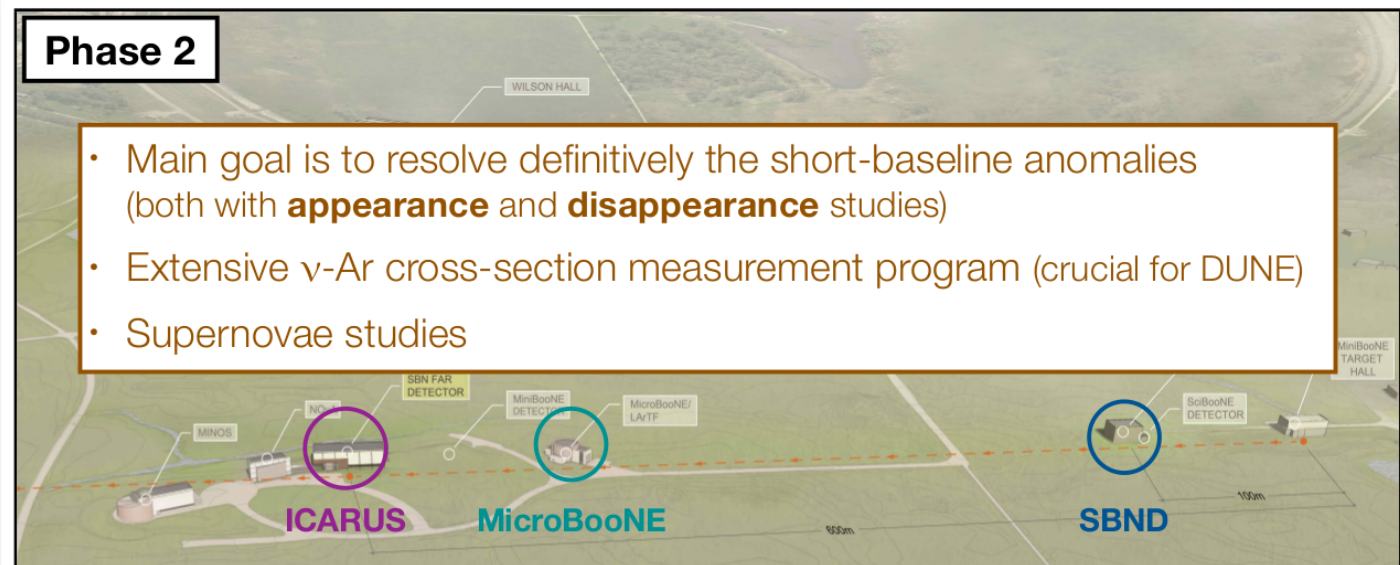 Phase 2
WILSON HALL
• Main goal is to resolve definitively the short-baseline anomalies
(both with appearance and disappearance studies)
• Extensive ν-Ar cross-section measurement program (crucial for DUNE)
• Supernovae studies
MiniBooNE
TARGET
HALL
SBN FAR
DETECTOR
MiniBooNE
DETECTOR
MicroBooNE/
LArTF
SciBooNE
DETECTOR
MINOS
100m
ICARUS
MicroBooNE
SBND
600m